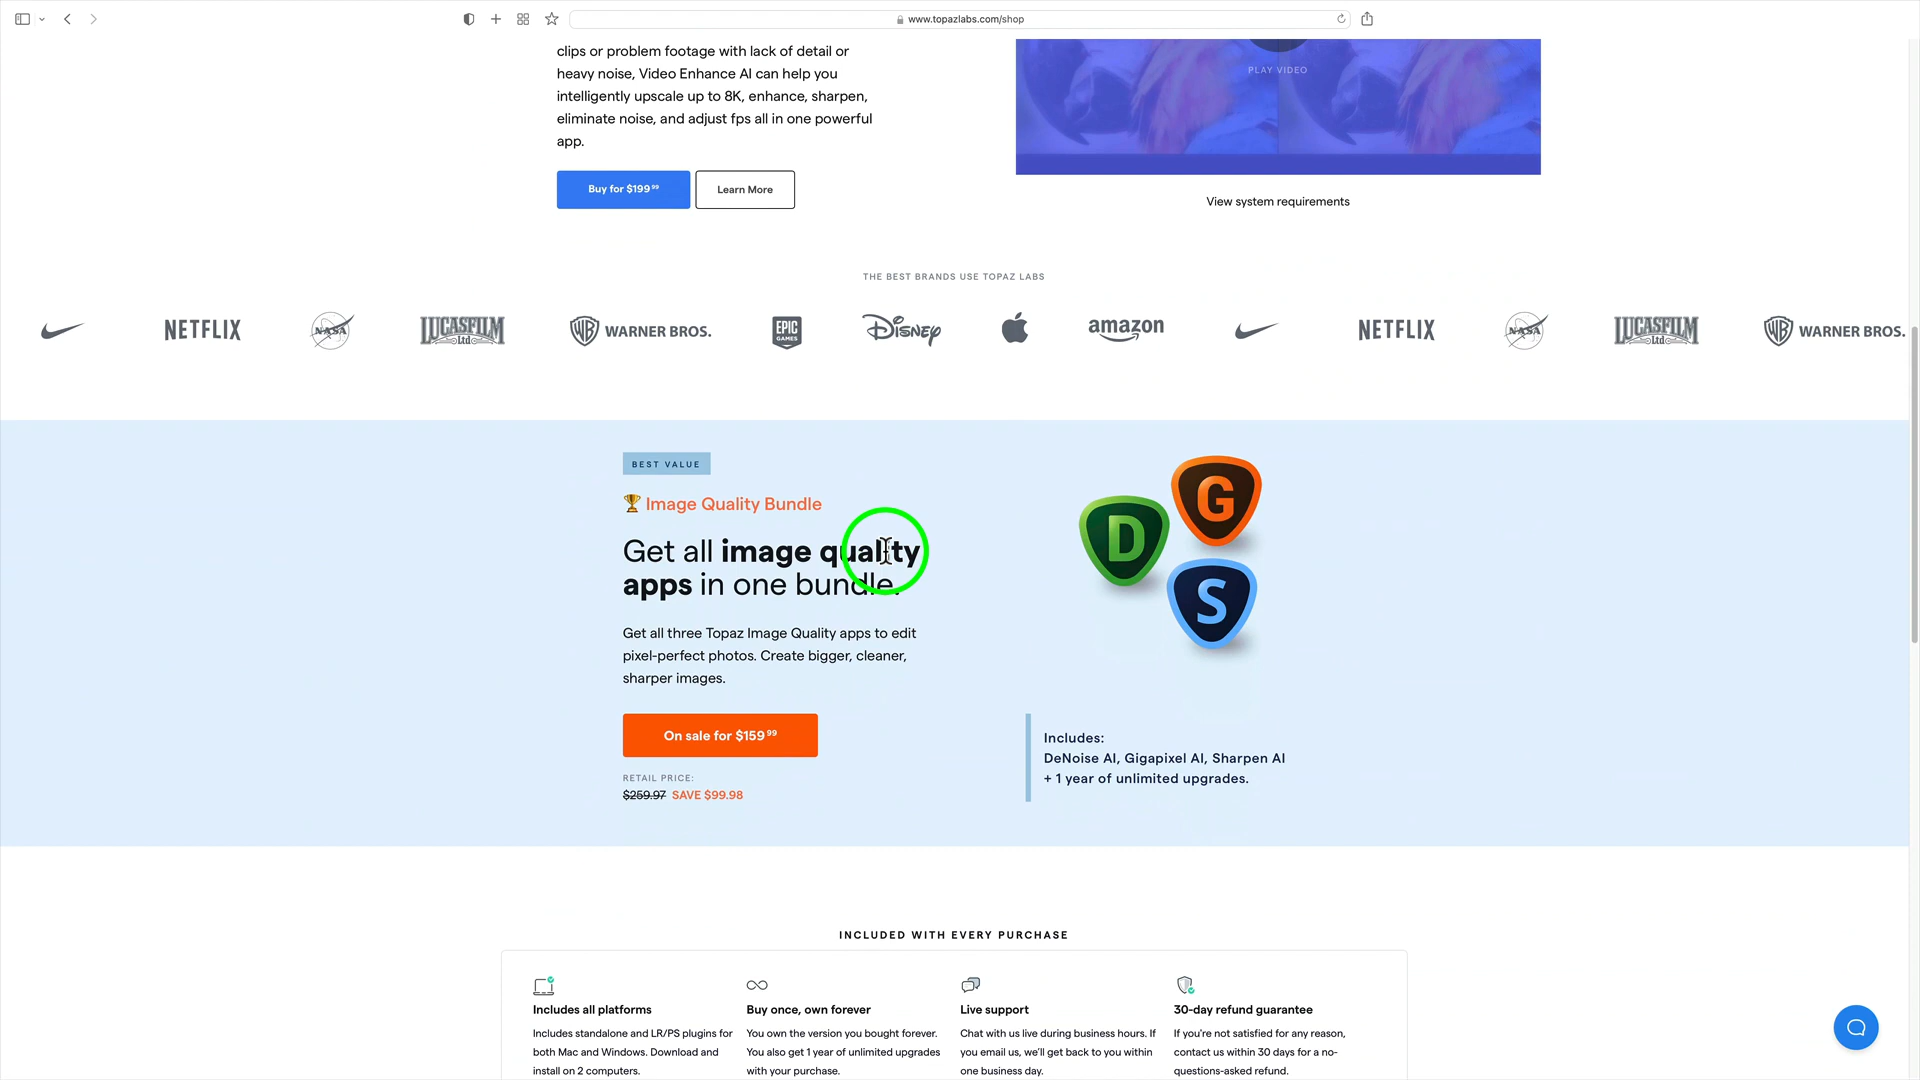 www.topazlabs.com/shop
clips or problem footage with lack of detail or
heavy noise, Video Enhance AI can help you
intelligently upscale up to 8K, enhance, sharpen,
eliminate noise, and adjust fps all in one powerful
app.
PLAY VIDEO
Buy for $199 99
Learn More
View system requirements
THE BEST BRANDS USE TOPAZ LABS
NETFLIX
NASA
LUCASFILM Ltd
WB WARNER BROS.
EPIC GAMES
Disney
amazon
NETFLIX
NASA
LUCASFILM Ltd
WB WARNER BROS.
BEST VALUE
Image Quality Bundle
Get all image quality
apps in one bundle.
Get all three Topaz Image Quality apps to edit
pixel-perfect photos. Create bigger, cleaner,
sharper images.
On sale for $159 99
RETAIL PRICE:
$259.97 SAVE $99.98
G
D
S
Includes:
DeNoise AI, Gigapixel AI, Sharpen AI
+ 1 year of unlimited upgrades.
INCLUDED WITH EVERY PURCHASE
Includes all platforms
Includes standalone and LR/PS plugins for
both Mac and Windows. Download and
install on 2 computers.
Buy once, own forever
You own the version you bought forever.
You also get 1 year of unlimited upgrades
with your purchase.
Live support
Chat with us live during business hours. If
you email us, we'll get back to you within
one business day.
30-day refund guarantee
If you're not satisfied for any reason,
contact us within 30 days for a no-
questions-asked refund.